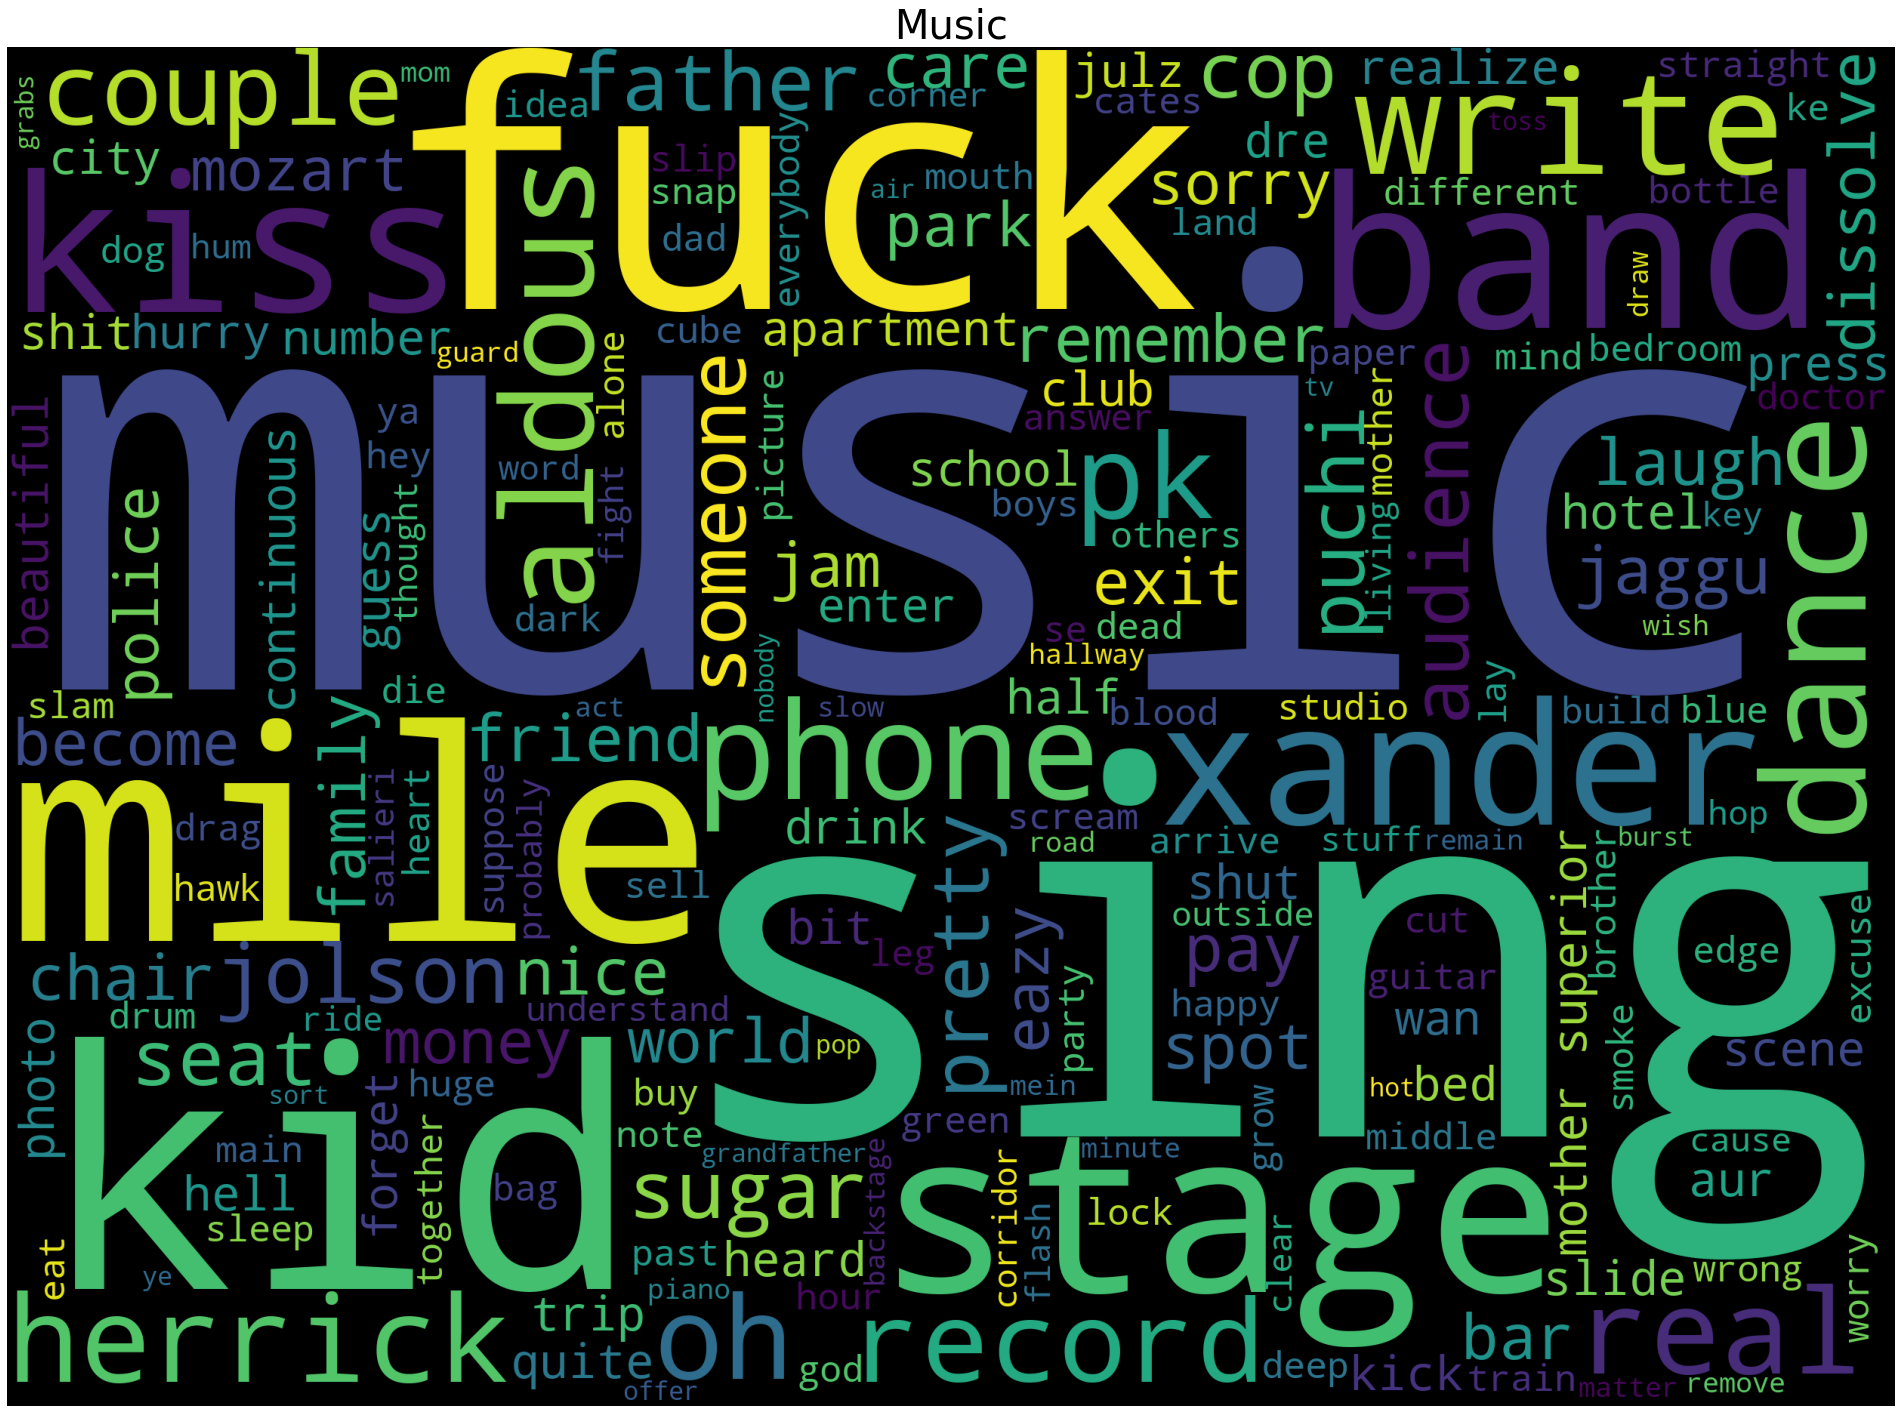 Music
grabs
couple
mom
fuck
idea
father
care
corner
julz
cates
cop
realize
straight
write
toss
ke
dissolve
city
mozart
kiss
dog
hum
aldous
slip
snap
dad
everybody
air
mouth
park
dre
sorry
land
different
bottle
band
draw
shit
hurry
number
guard
alone
cube
apartment
remember
paper
mind
bedroom
press
doctor
beautiful
music
ya
hey
word
fight
someone
picture
club
answer
tv
mother
school
boys
pk
others
puchi
living
audience
laugh
hotel
key
jaggu
dance
police
continuous
guess
thought
dark
jam
enter
exit
se
dead
hallway
wish
slam
die
act
nobody
slow
half
blood
studio
lay
build
blue
become
family
friend
phone
xander
mile
drag
salieri
heart
suppose
probably
hawk
sell
drink
scream
road
arrive
stuff
remain
burst
hop
sing
pretty
bit
leg
shut
outside
pay
cut
guitar
mother superior
brother
edge
excuse
chair
jolson
nice
understand
eazy
party
happy
wan
spot
smoke
scene
photo
drum
ride
seat
money
world
pop
sort
huge
buy
mein
hot
bed
kid
forget
together
note
green
minute
grow
middle
cause
aur
main
hell
sleep
bag
grandfather
sugar
backstage
corridor
flash
lock
stage
clear
eat
ye
past
heard
piano
hour
slide
wrong
worry
herrick
trip
quite
offer
oh
god
record
deep
kick
train
bar
matter
real
remove